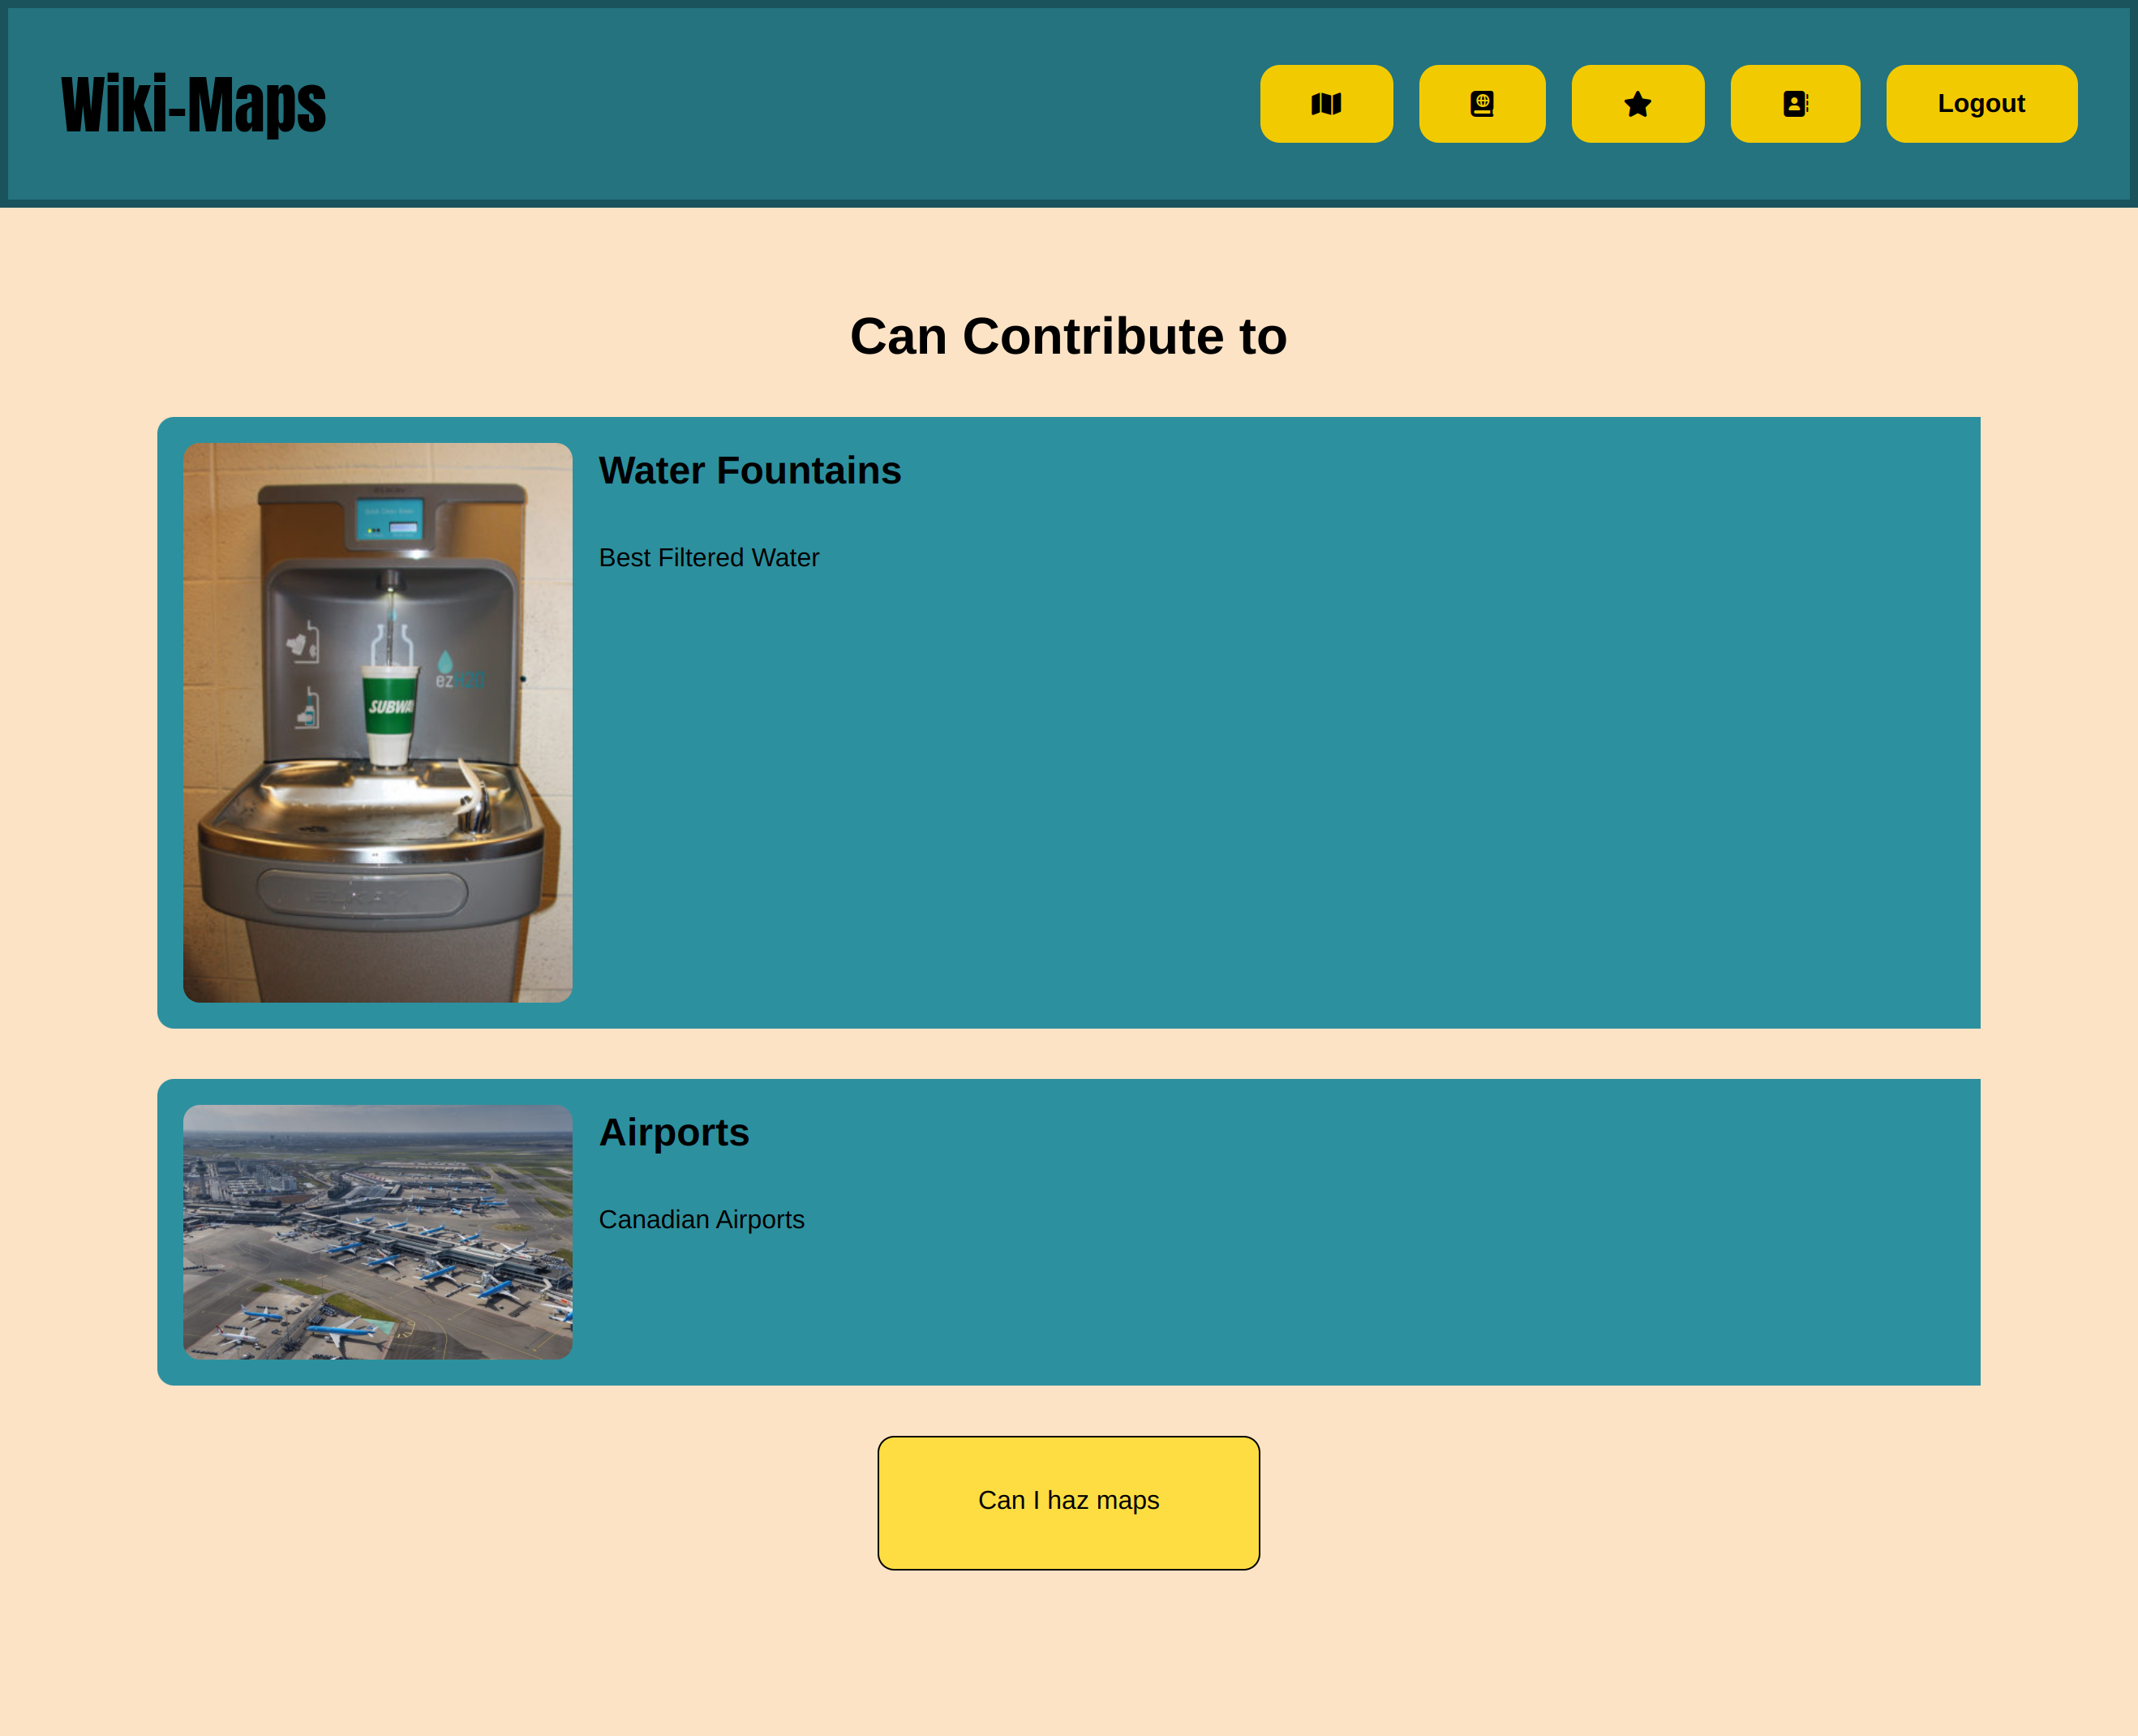 Wiki-Maps
Logout
Can Contribute to
Water Fountains
Best Filtered Water
SUBWA
ez
Airports
Canadian Airports
Can I haz maps